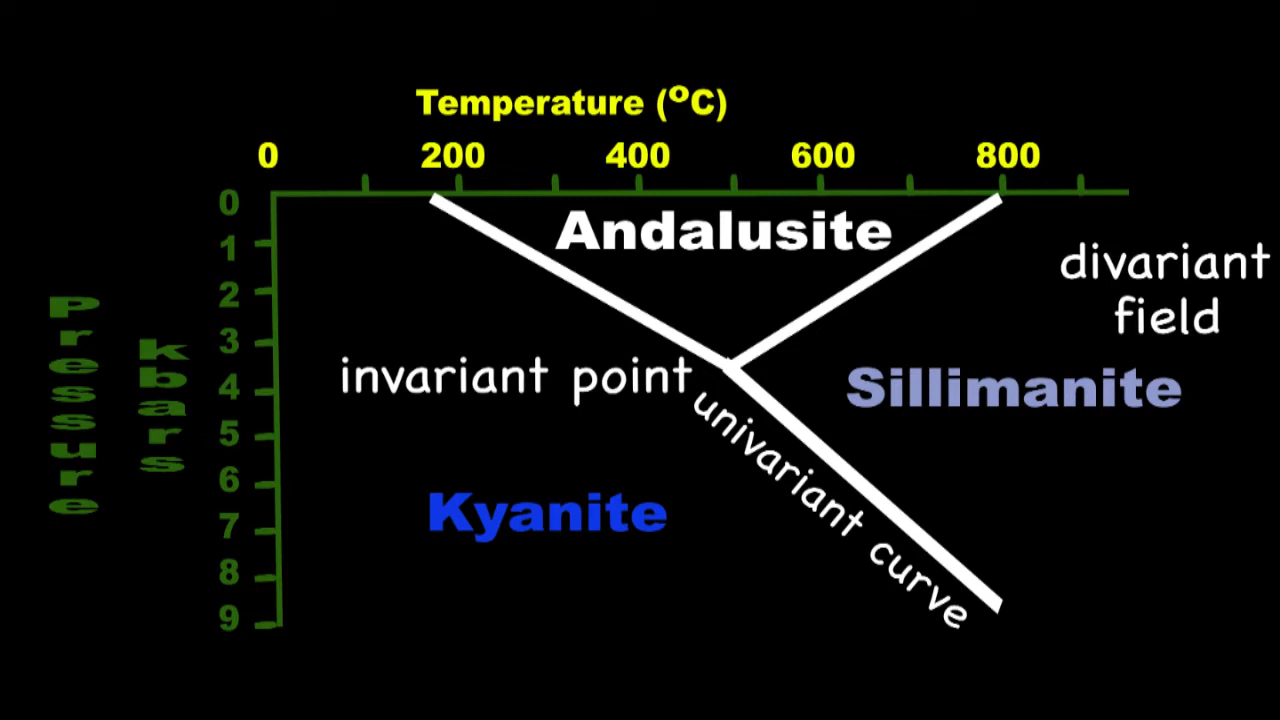 Temperature (°C)
0 200 400 600 800
0
1
2
3
4
5
6
7
8
9
Pressure
kbars
Andalusite
divariant
field
invariant point
Sillimanite
univariant curve
Kyanite